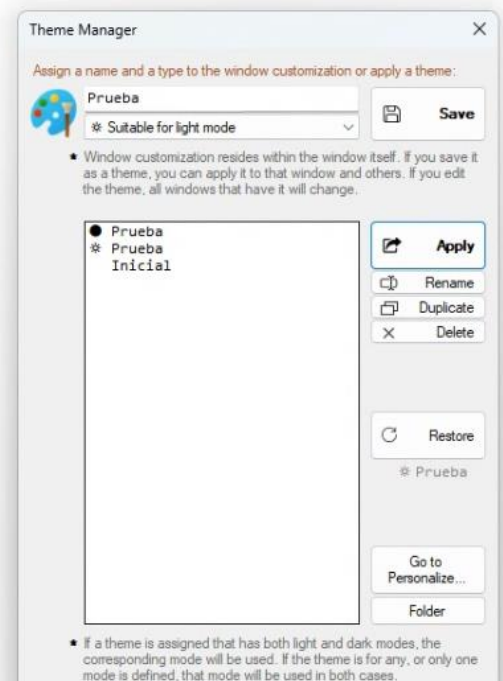 Theme Manager
Assign a name and a type to the window customization or apply a theme:
Prueba
Save
Suitable for light mode
★ Window customization resides within the window itself. If you save it
as a theme, you can apply it to that window and others. If you edit
the theme, all windows that have it will change.
● Prueba
Prueba
Inicial
Apply
Rename
Duplicate
Delete
Restore
Prueba
Go to
Personalize...
Folder
★ If a theme is assigned that has both light and dark modes, the
corresponding mode will be used. If the theme is for any, or only one
mode is defined, that mode will be used in both cases.